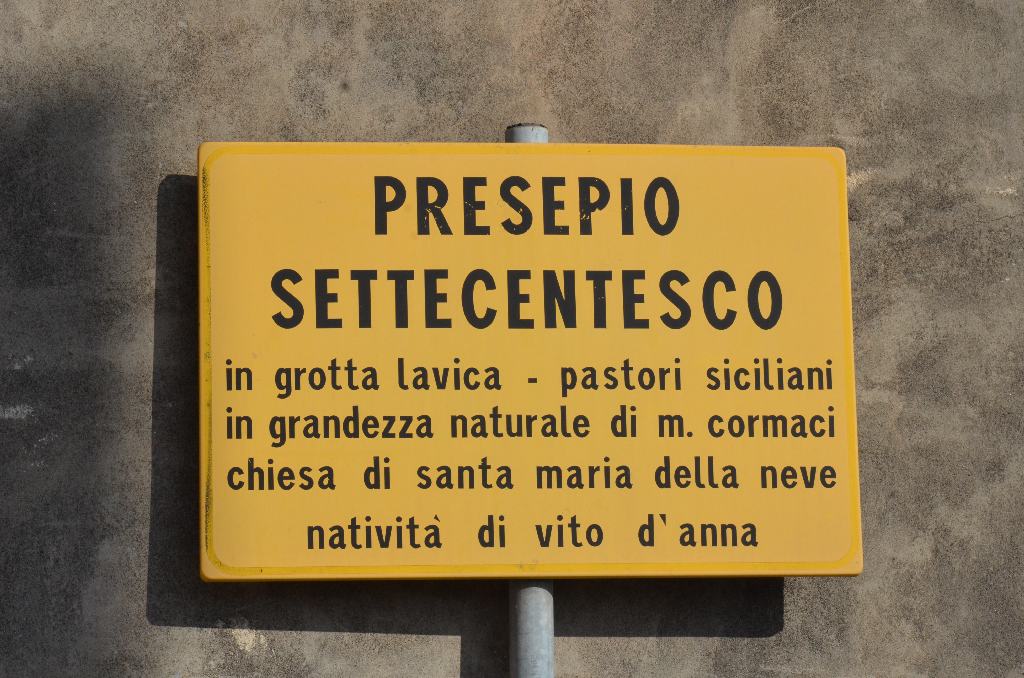 PRESEPIO
SETTECENTESCO
in grotta lavica - pastori siciliani
in grandezza naturale di m. cormaci
chiesa di santa maria della neve
natività di vito d'anna